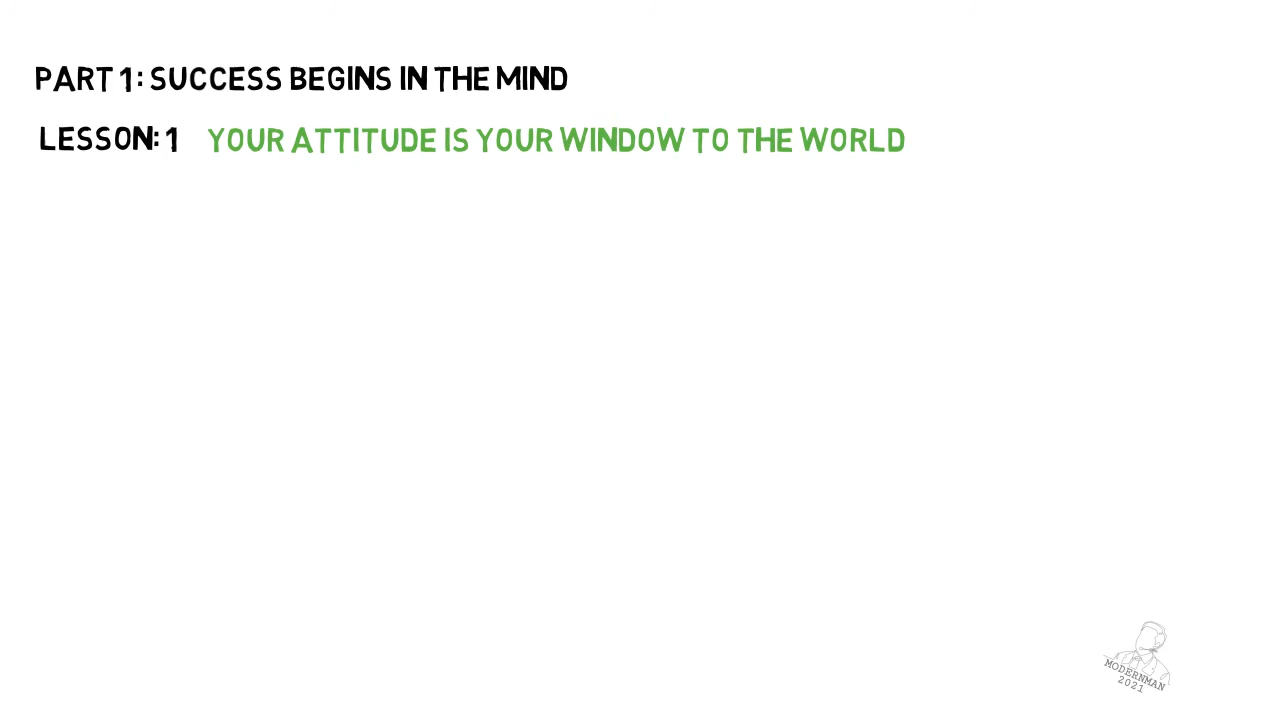 PART 1: SUCCESS BEGINS IN THE MIND
LESSON: 1 YOUR ATTITUDE IS YOUR WINDOW TO THE WORLD
MODERNMAN
2021